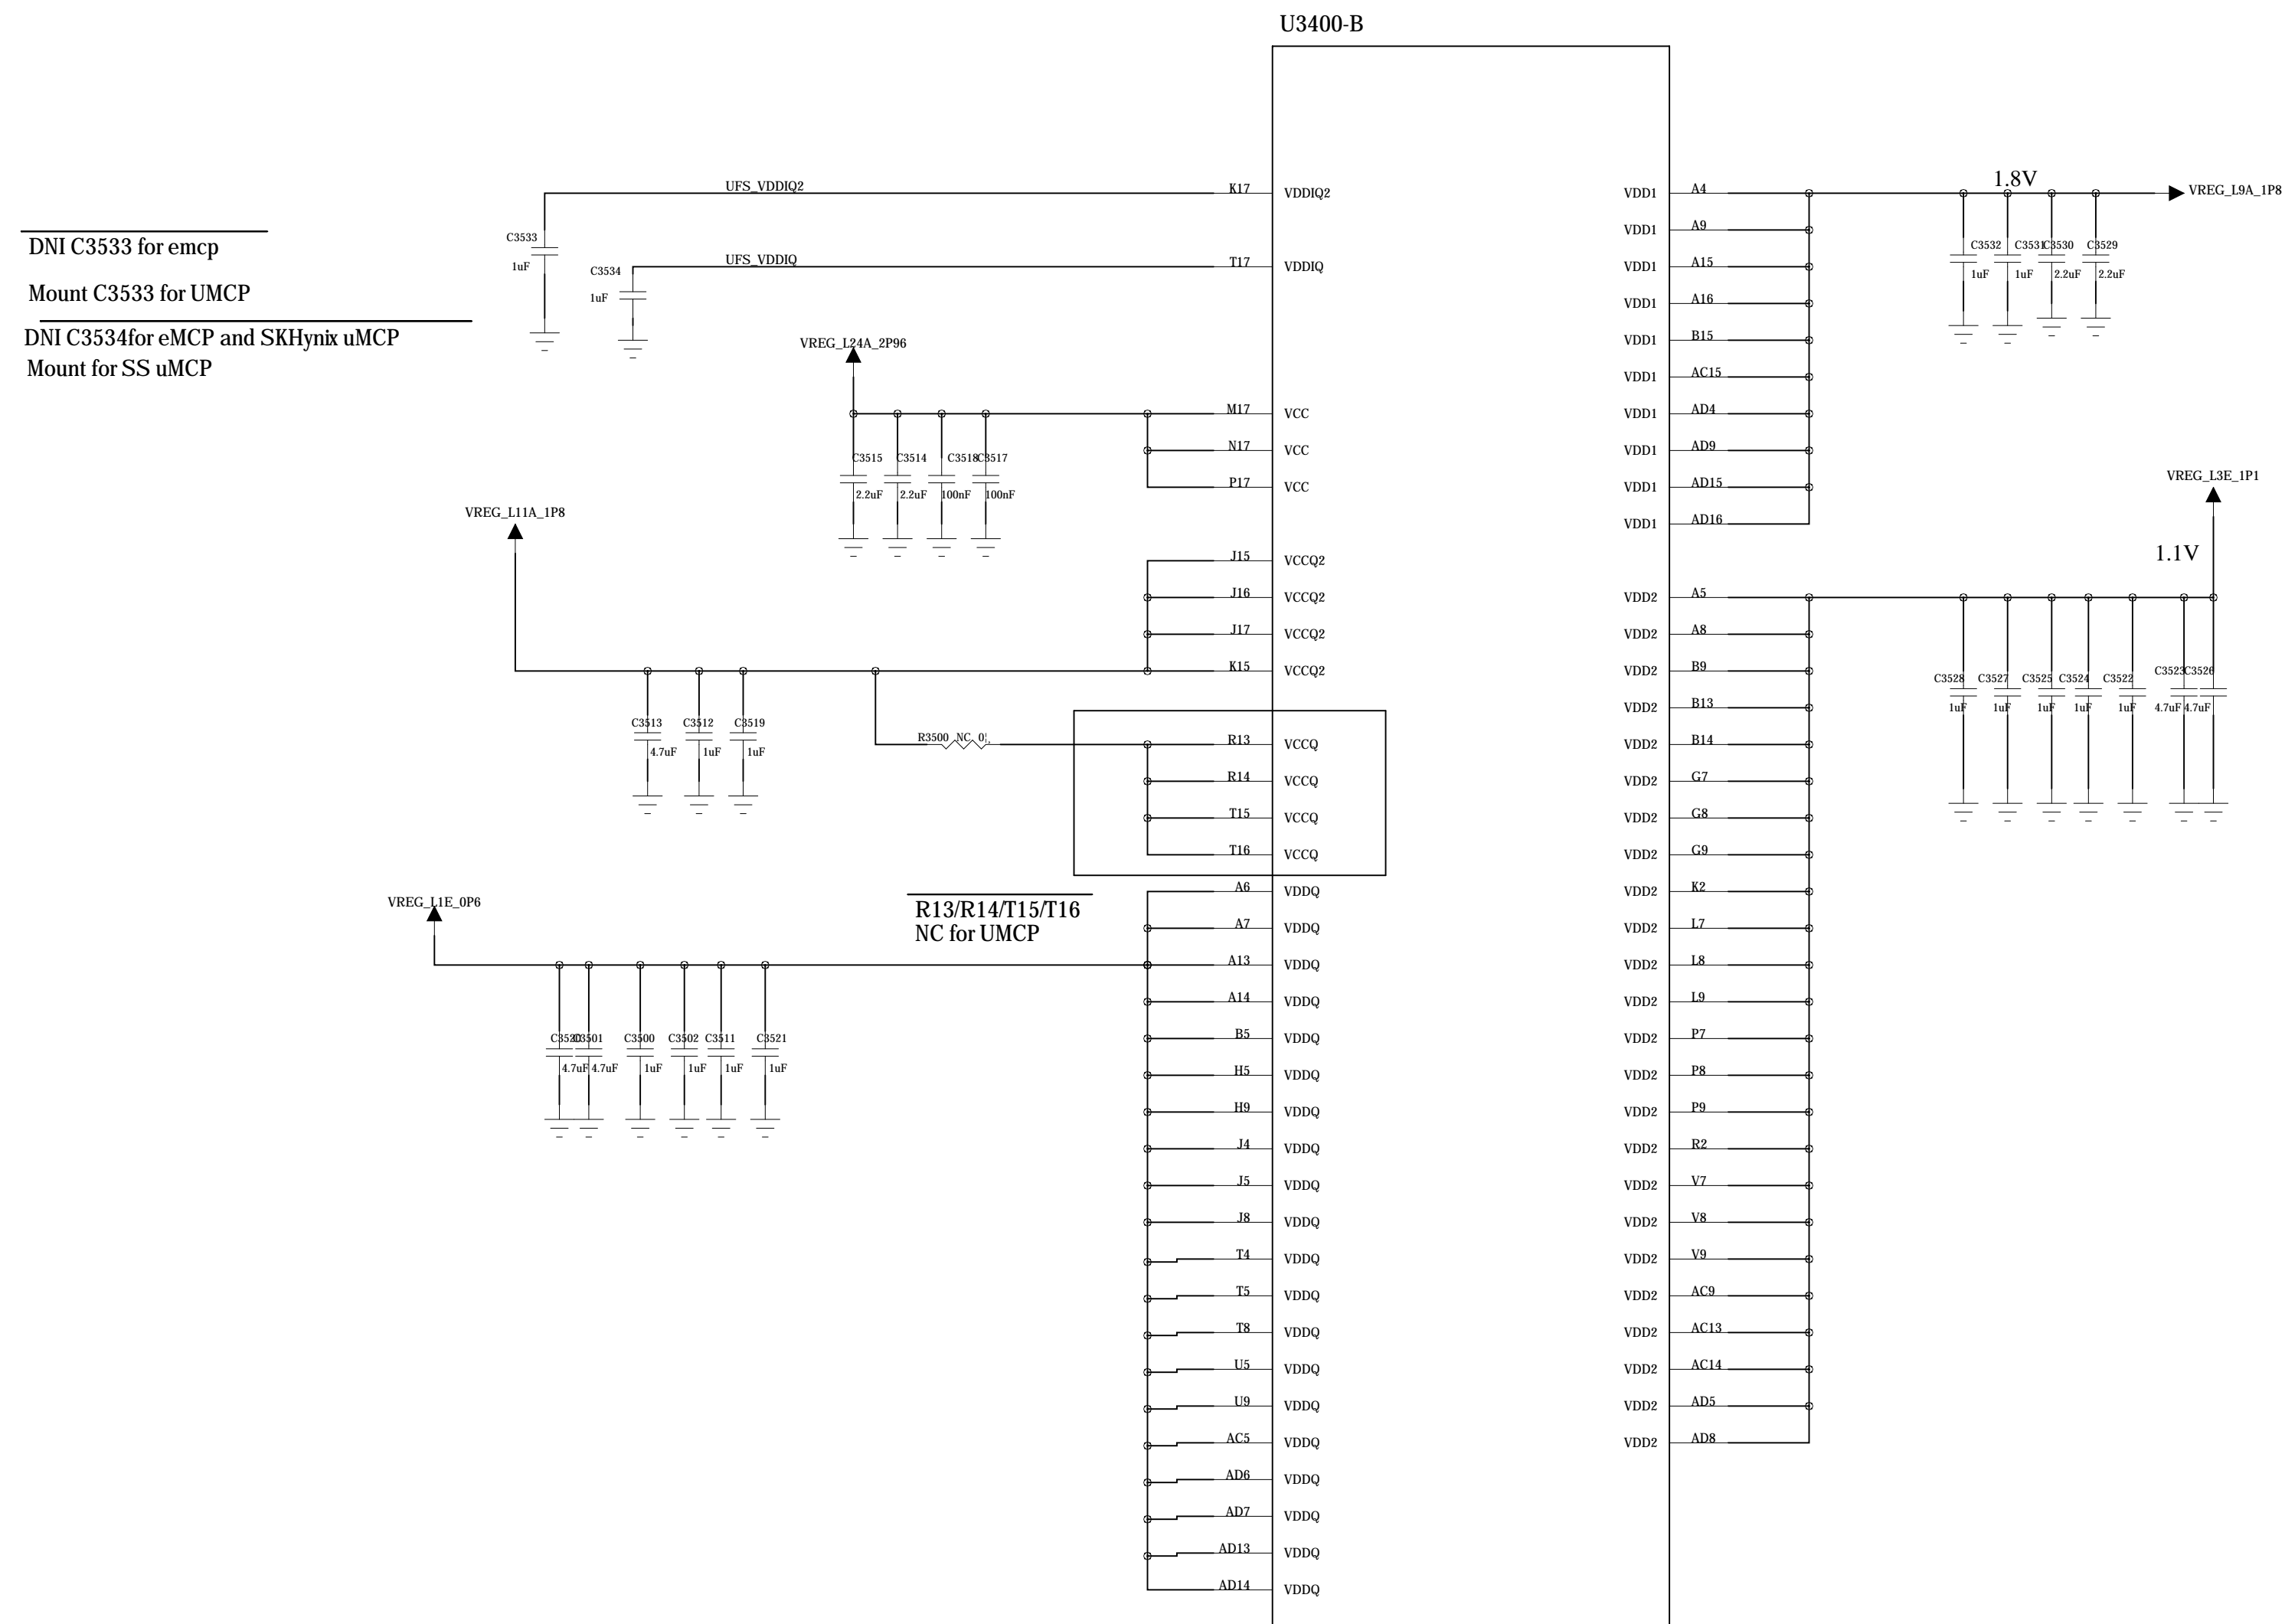 U3400-B
UFS_VDDIQ2 K17 VDDIQ2
VDD1 A4 1.8V VREG_L9A_1P8
VDD1 A9
DNI C3533 for emcp
C3533
1uF
UFS_VDDIQ T17 VDDIQ
VDD1 A15
C3532 C3531 C3530 C3529
1uF 1uF 2.2uF 2.2uF
C3534
1uF
Mount C3533 for UMCP
VDD1 A16
DNI C3534for eMCP and SKHynix uMCP
Mount for SS uMCP
VREG_L24A_2P96
VDD1 B15
VDD1 AC15
M17 VCC
VDD1 AD4
N17 VCC
VDD1 AD9
C3515 C3514 C3518 C3517
2.2uF 2.2uF 100nF 100nF
P17 VCC
VDD1 AD15
VREG_L3E_1P1
VREG_L11A_1P8
VDD1 AD16
1.1V
J15 VCCQ2
J16 VCCQ2
VDD2 A5
J17 VCCQ2
VDD2 A8
K15 VCCQ2
VDD2 B9
C3528 C3527 C3525 C3524 C3522 C3523 C3526
1uF 1uF 1uF 1uF 1uF 4.7uF 4.7uF
VDD2 B13
C3513 C3512 C3519
4.7uF 1uF 1uF
R3500 NC, 0
R13 VCCQ
VDD2 B14
R14 VCCQ
VDD2 G7
T15 VCCQ
VDD2 G8
T16 VCCQ
VDD2 G9
A6 VDDQ
VDD2 K2
VREG_L1E_0P6
R13/R14/T15/T16
NC for UMCP
A7 VDDQ
VDD2 L7
A13 VDDQ
VDD2 L8
A14 VDDQ
VDD2 L9
C3520 C3501 C3500 C3502 C3511 C3521
4.7uF 4.7uF 1uF 1uF 1uF 1uF
B5 VDDQ
VDD2 P7
H5 VDDQ
VDD2 P8
H9 VDDQ
VDD2 P9
J4 VDDQ
VDD2 R2
J5 VDDQ
VDD2 V7
J8 VDDQ
VDD2 V8
T4 VDDQ
VDD2 V9
T5 VDDQ
VDD2 AC9
T8 VDDQ
VDD2 AC13
U5 VDDQ
VDD2 AC14
U9 VDDQ
VDD2 AD5
AC5 VDDQ
VDD2 AD8
AD6 VDDQ
AD7 VDDQ
AD13 VDDQ
AD14 VDDQ